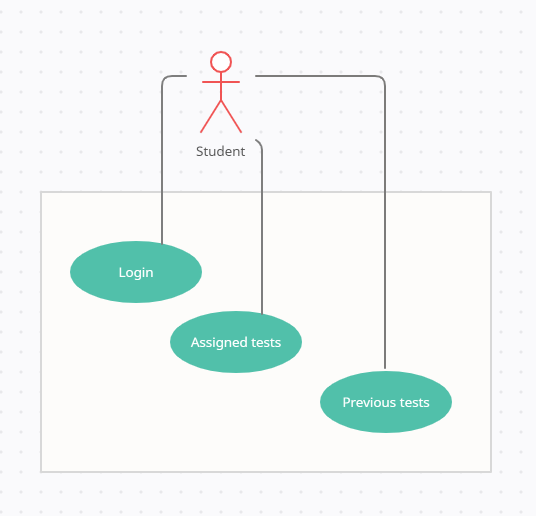 Student
Login
Assigned tests
Previous tests